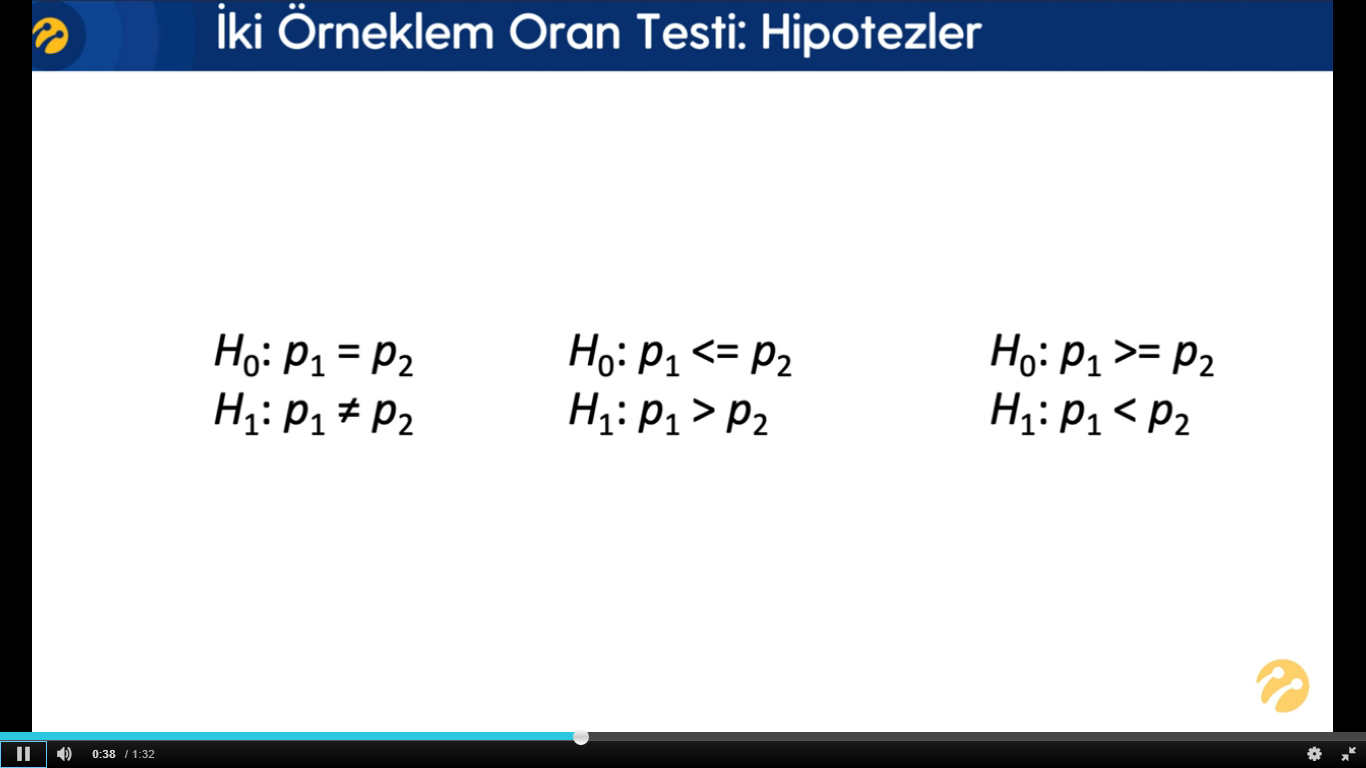 İki Örneklem Oran Testi: Hipotezler
H₀: p₁ = p₂
H₁: p₁ ≠ p₂
H₀: p₁ <= p₂
H₁: p₁ > p₂
H₀: p₁ >= p₂
H₁: p₁ < p₂
0:38 / 1:32